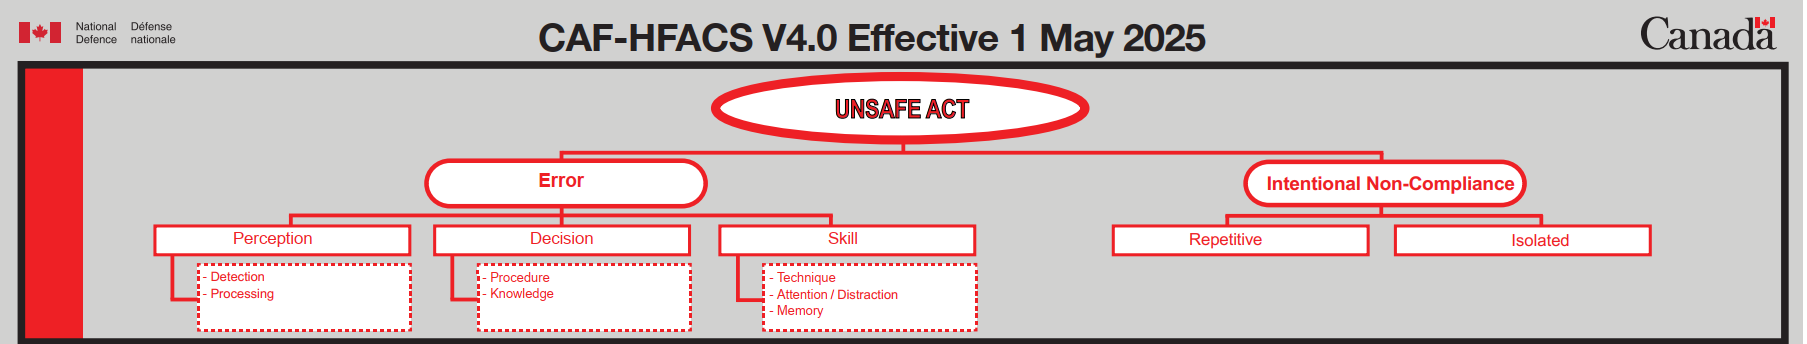 National Défense
Defence nationale
CAF-HFACS V4.0 Effective 1 May 2025
Canada
UNSAFE ACT
Error
Intentional Non-Compliance
Perception
Decision
Skill
Repetitive
Isolated
- Detection
- Processing
- Procedure
- Knowledge
- Technique
- Attention / Distraction
- Memory